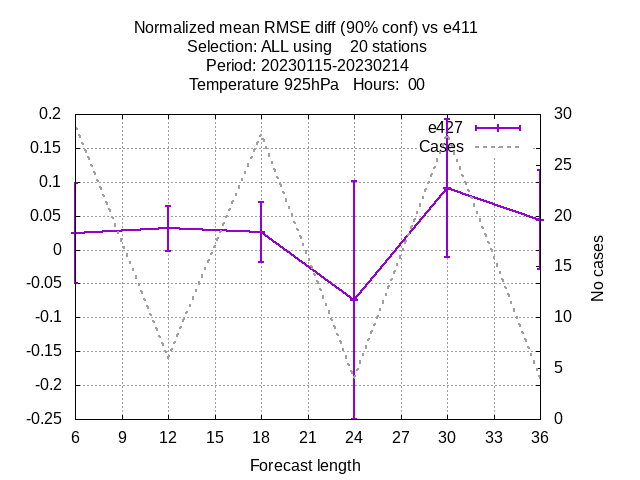 Normalized mean RMSE diff (90% conf) vs e411
Selection: ALL using    20 stations
Period: 20230115-20230214
Temperature 925hPa   Hours:  00
e427
Cases
0.2
0.15
0.1
0.05
0
-0.05
-0.1
-0.15
-0.2
-0.25
30
25
20
15
10
5
0
No cases
6 9 12 15 18 21 24 27 30 33 36
Forecast length